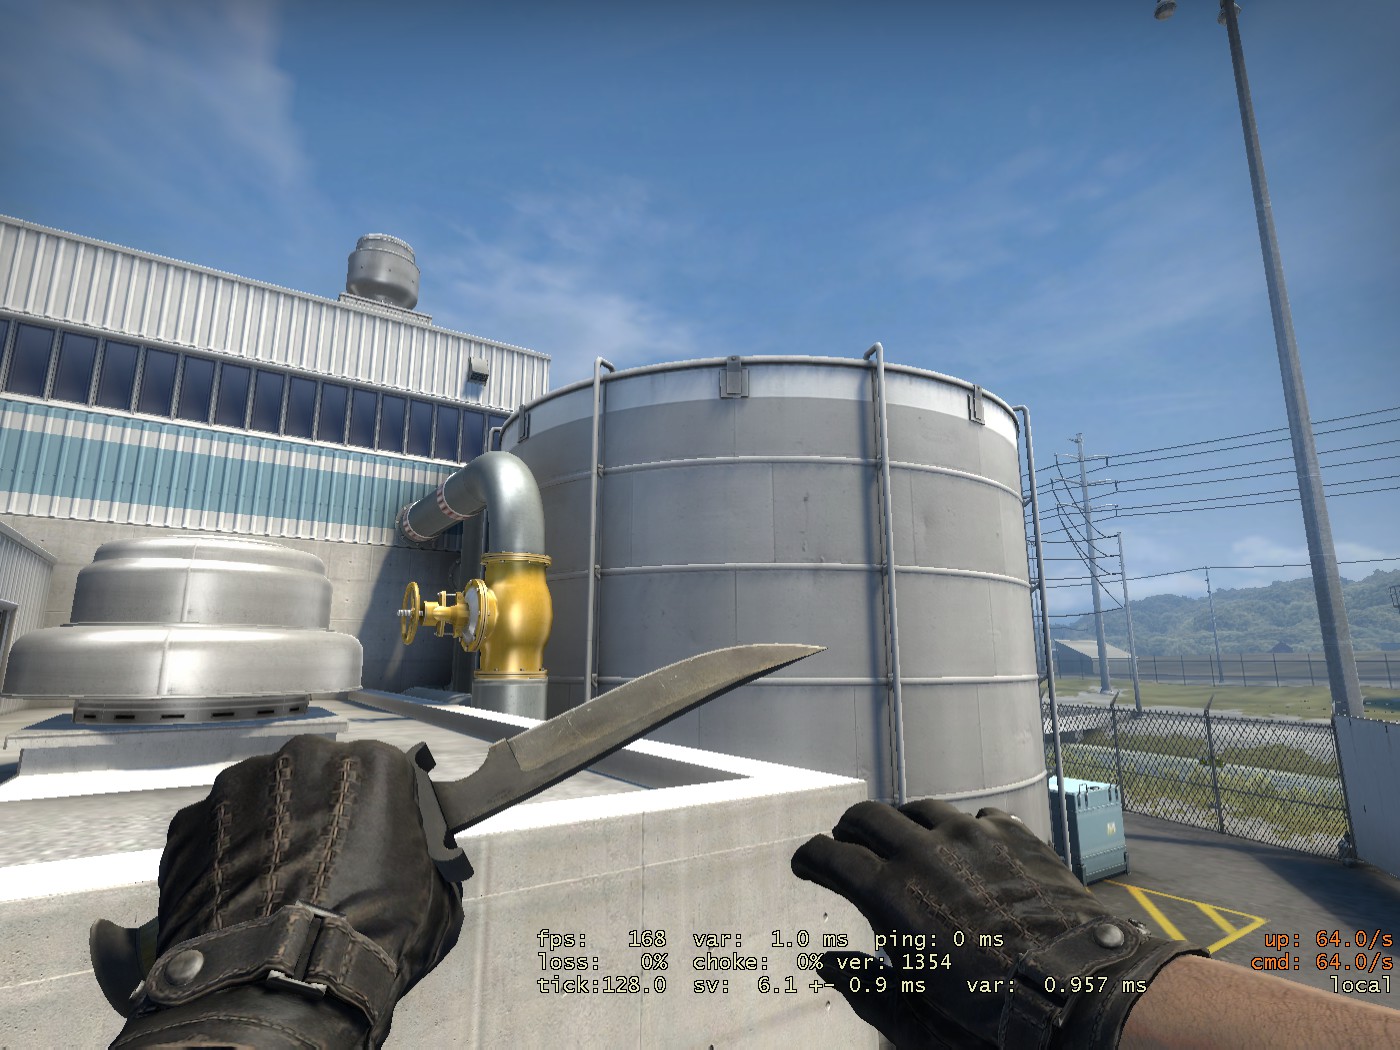 fps: 168 var: 1.0 ms ping: 0 ms
loss: 0% choke: 0% ver: 1354
tick:128.0 sv: 6.1 +- 0.9 ms var: 0.957 ms
up: 64.0/s
cmd: 64.0/s
local